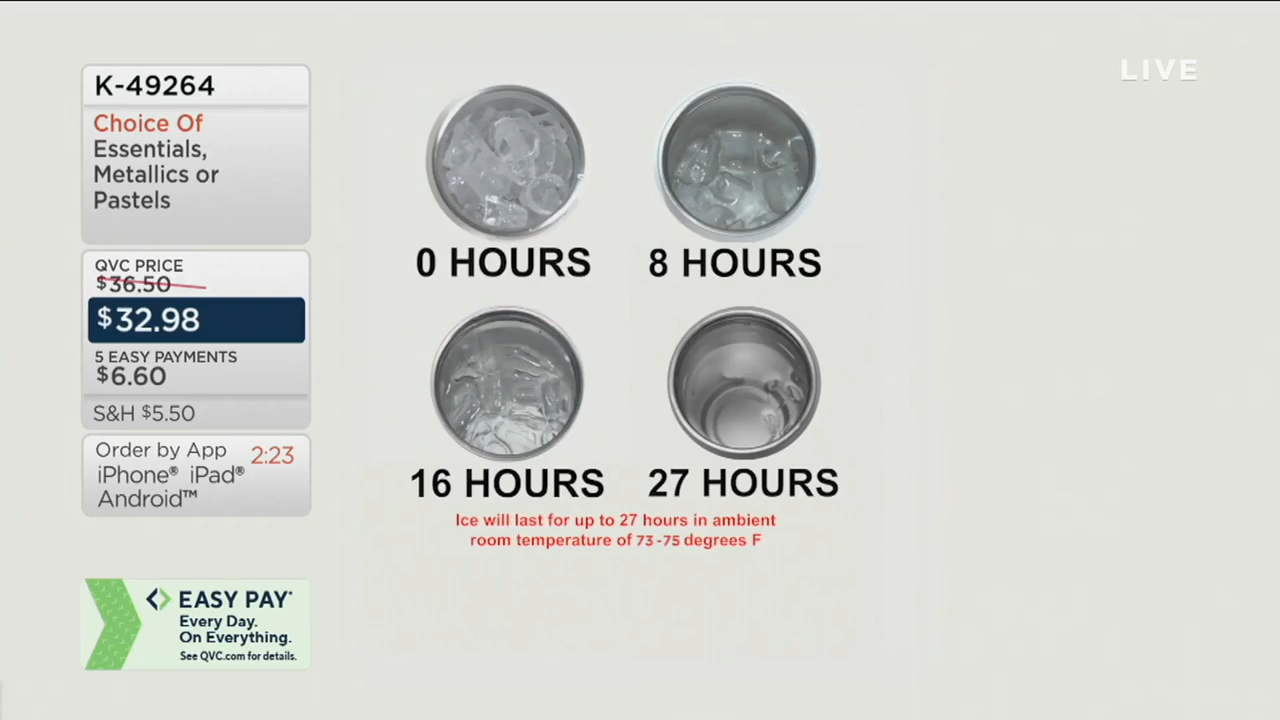 K-49264
Choice Of
Essentials,
Metallics or
Pastels
QVC PRICE
$36.50
$32.98
5 EASY PAYMENTS
$6.60
S&H $5.50
Order by App 2:23
iPhone® iPad®
Android™
EASY PAY*
Every Day.
On Everything.
See QVC.com for details.
LIVE
0 HOURS 8 HOURS
16 HOURS 27 HOURS
Ice will last for up to 27 hours in ambient
room temperature of 73-75 degrees F